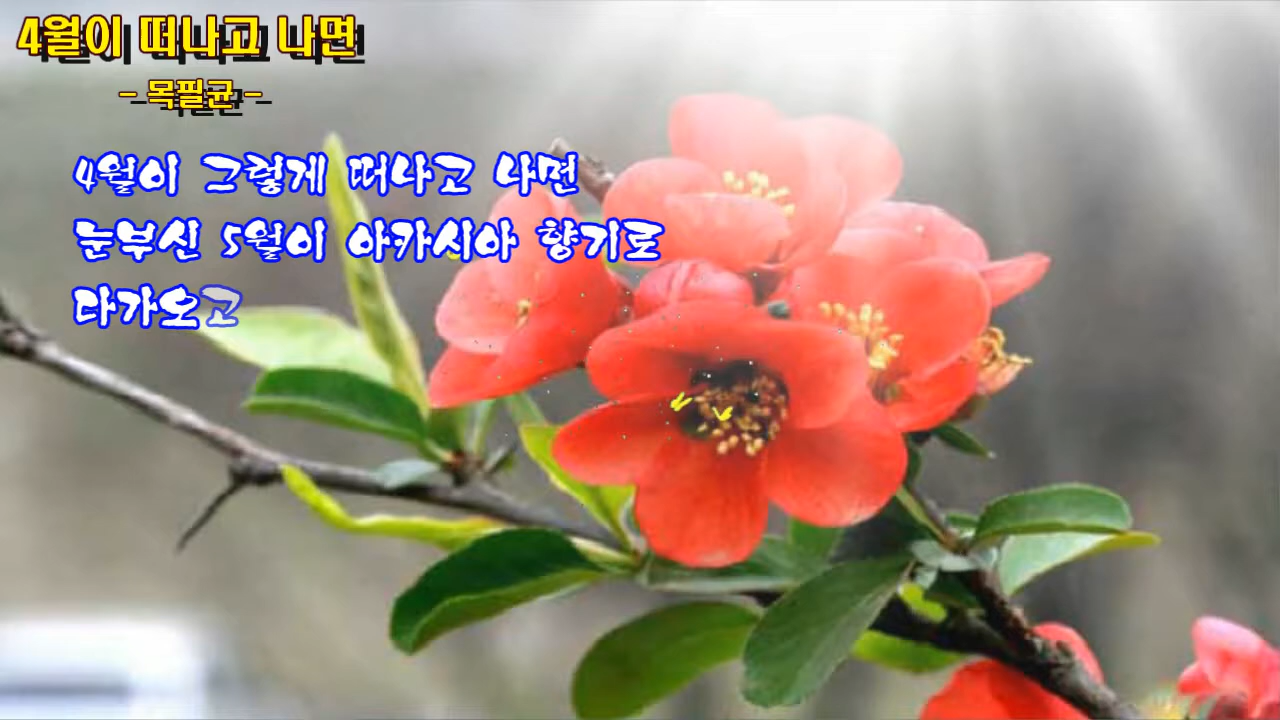 4월이 떠나고 나면
- 목필균 -
4월이 그렇게 떠나고 나면
눈부신 5월이 아카시아 향기로
다가오고